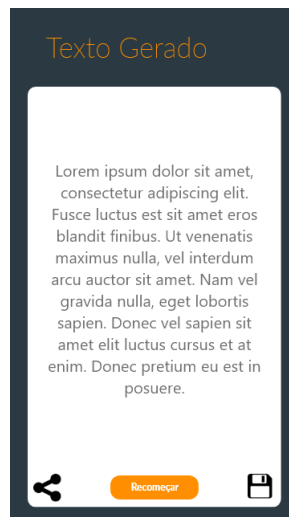 Texto Gerado
Lorem ipsum dolor sit amet,
consectetur adipiscing elit.
Fusce luctus est sit amet eros
blandit finibus. Ut venenatis
maximus nulla, vel interdum
arcu auctor sit amet. Nam vel
gravida nulla, eget lobortis
sapien. Donec vel sapien sit
amet elit luctus cursus et at
enim. Donec pretium eu est in
posuere.
Recomeçar